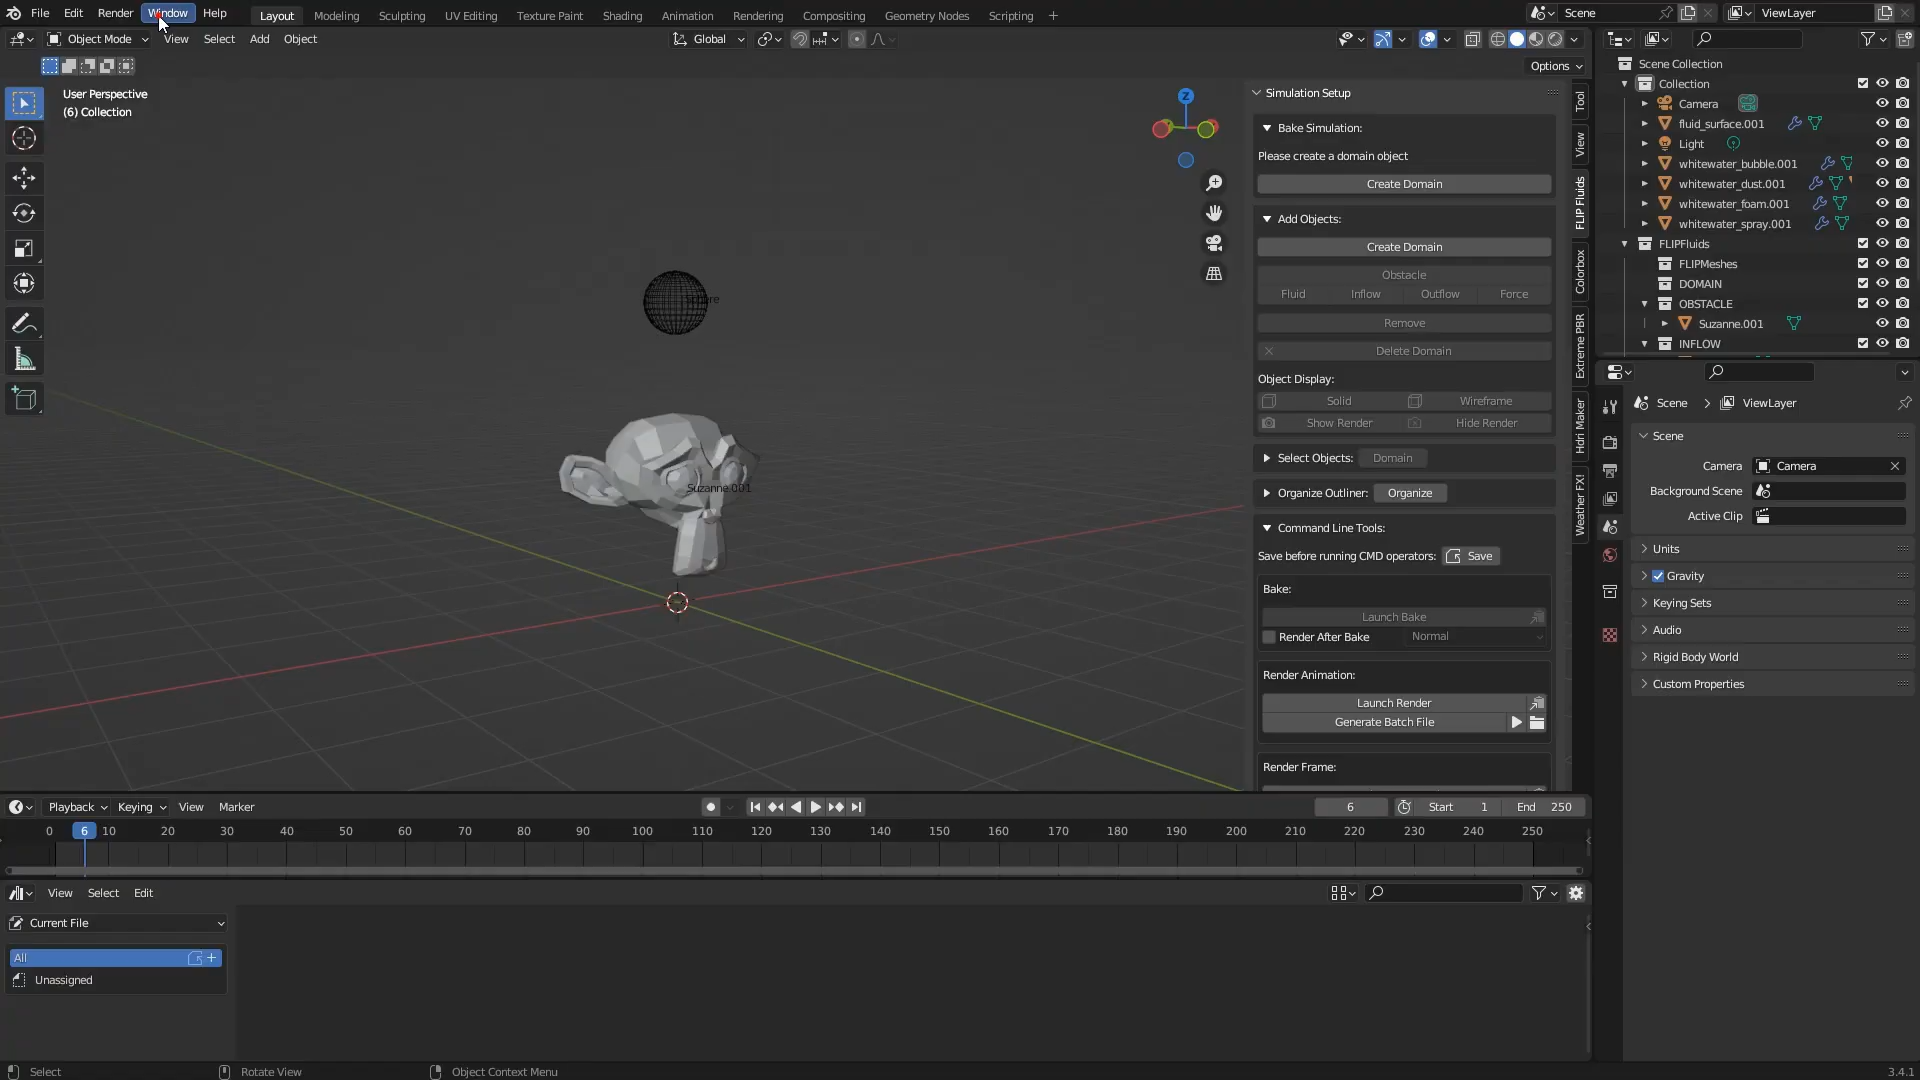 File Edit Render Window Help Layout Modeling Sculpting UV Editing Texture Paint Shading Animation Rendering Compositing Geometry Nodes Scripting + Scene ViewLayer
Object Mode View Select Add Object Global
Options
User Perspective
(6) Collection
Suzanne.001
Simulation Setup
Bake Simulation:
Please create a domain object
Create Domain
Add Objects:
Create Domain
Obstacle
Fluid Inflow Outflow Force
Remove
Delete Domain
Object Display:
Solid Wireframe
Show Render Hide Render
Select Objects: Domain
Organize Outliner: Organize
Command Line Tools:
Save before running CMD operators: Save
Bake:
Launch Bake
Render After Bake Normal
Render Animation:
Launch Render
Generate Batch File
Render Frame:
Tool
View
FLIP Fluids
Colorbox
Extreme PBR
Hdri Maker
Weather FX!
Z
Scene Collection
Collection
Camera
fluid_surface.001
Light
whitewater_bubble.001
whitewater_dust.001
whitewater_foam.001
whitewater_spray.001
FLIPFluids
FLIPMeshes
DOMAIN
OBSTACLE
Suzanne.001
INFLOW
Scene ViewLayer
Scene
Camera Camera
Background Scene
Active Clip
Units
Gravity
Keying Sets
Audio
Rigid Body World
Custom Properties
Playback Keying View Marker 6 Start 1 End 250
0 6 10 20 30 40 50 60 70 80 90 100 110 120 130 140 150 160 170 180 190 200 210 220 230 240 250
View Select Edit
Current File
All
Unassigned
Select Rotate View Object Context Menu 3.4.1